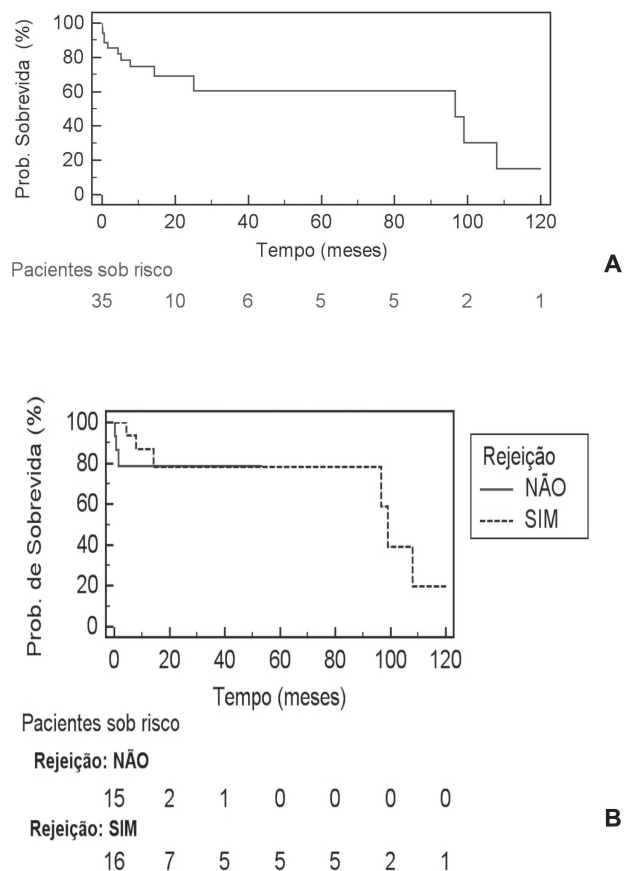 Prob. Sobrevida (%)
100
80
60
40
20
0
0 20 40 60 80 100 120
Tempo (meses)
Pacientes sob risco
35 10 6 5 5 2 1
A
Prob. de Sobrevida (%)
100
80
60
40
20
0
0 20 40 60 80 100 120
Tempo (meses)
Rejeição
NÃO
SIM
Pacientes sob risco
Rejeição: NÃO
15 2 1 0 0 0 0
Rejeição: SIM
16 7 5 5 5 2 1
B